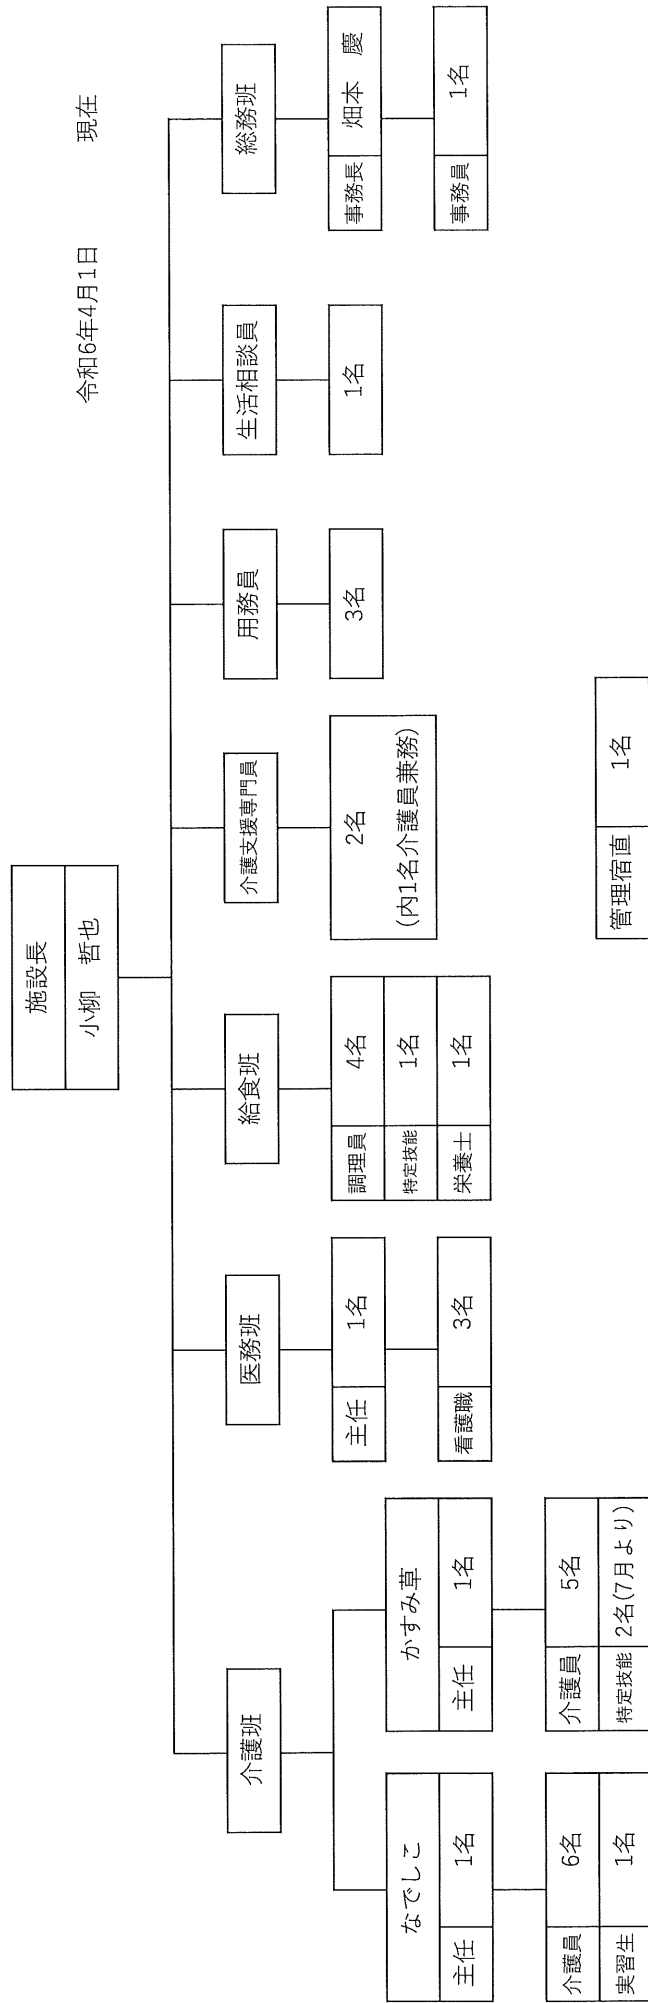 令和6年4月1日　現在
施設長
小柳　哲也
介護班
医務班
給食班
介護支援専門員
用務員
生活相談員
総務班
なでしこ
主任 1名
介護員 6名
実習生 1名
かすみ草
主任 1名
介護員 5名
特定技能 2名(7月より)
主任 1名
看護職 3名
調理員 4名
特定技能 1名
栄養士 1名
2名
(内1名介護員兼務)
3名
1名
事務長 畑本　慶
事務員 1名
管理宿直 1名